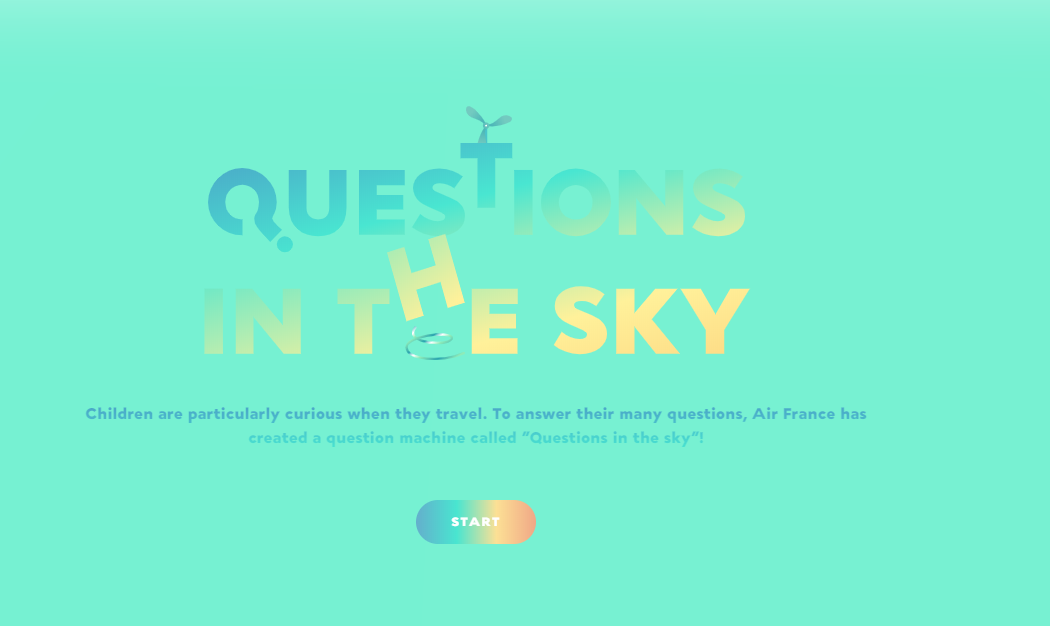 QUESTIONS
IN THE SKY
Children are particularly curious when they travel. To answer their many questions, Air France has
created a question machine called “Questions in the sky”!
START